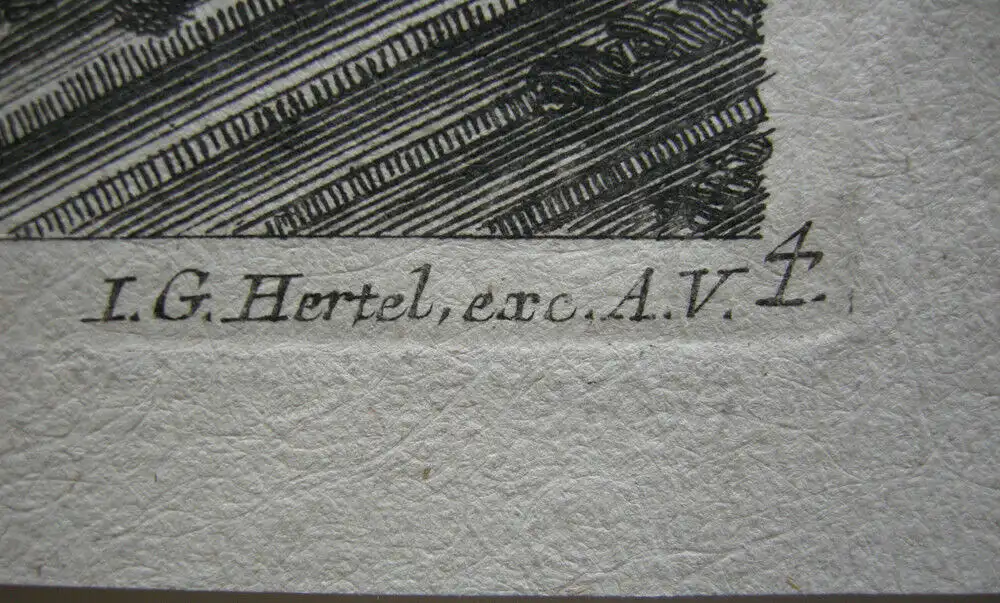 I.G. Hertel, exc. A.V. 4.